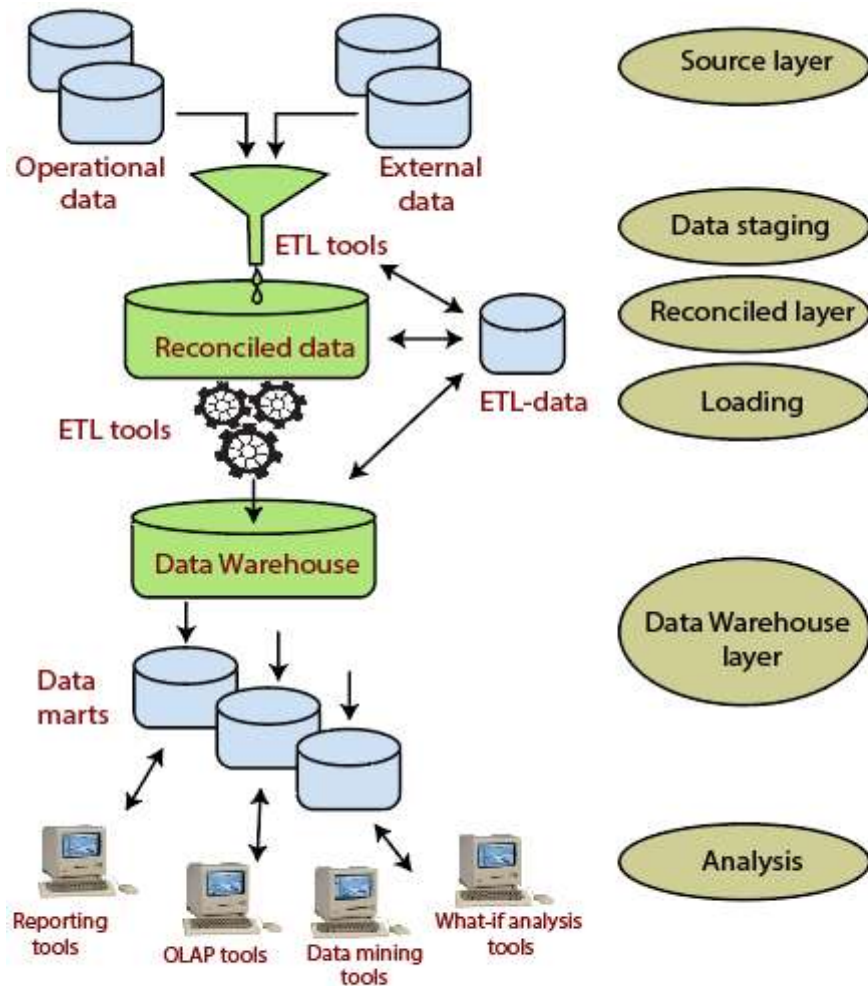 Source layer
Operational
data
External
data
Data staging
ETL tools
Reconciled layer
Reconciled data
ETL-data
Loading
ETL tools
Data Warehouse
Data Warehouse
layer
Data
marts
Analysis
Reporting
tools
OLAP tools
Data mining
tools
What-if analysis
tools